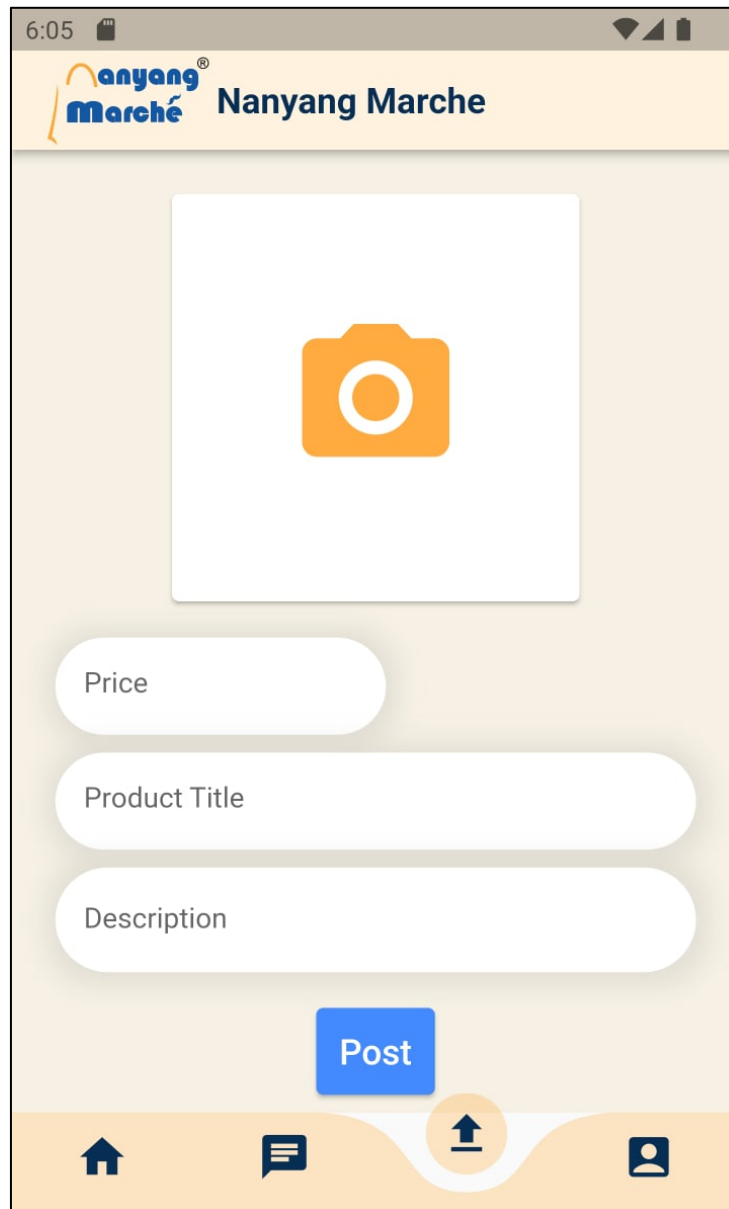 6:05
Nanyang®
Marché
Nanyang Marche
Price
Product Title
Description
Post